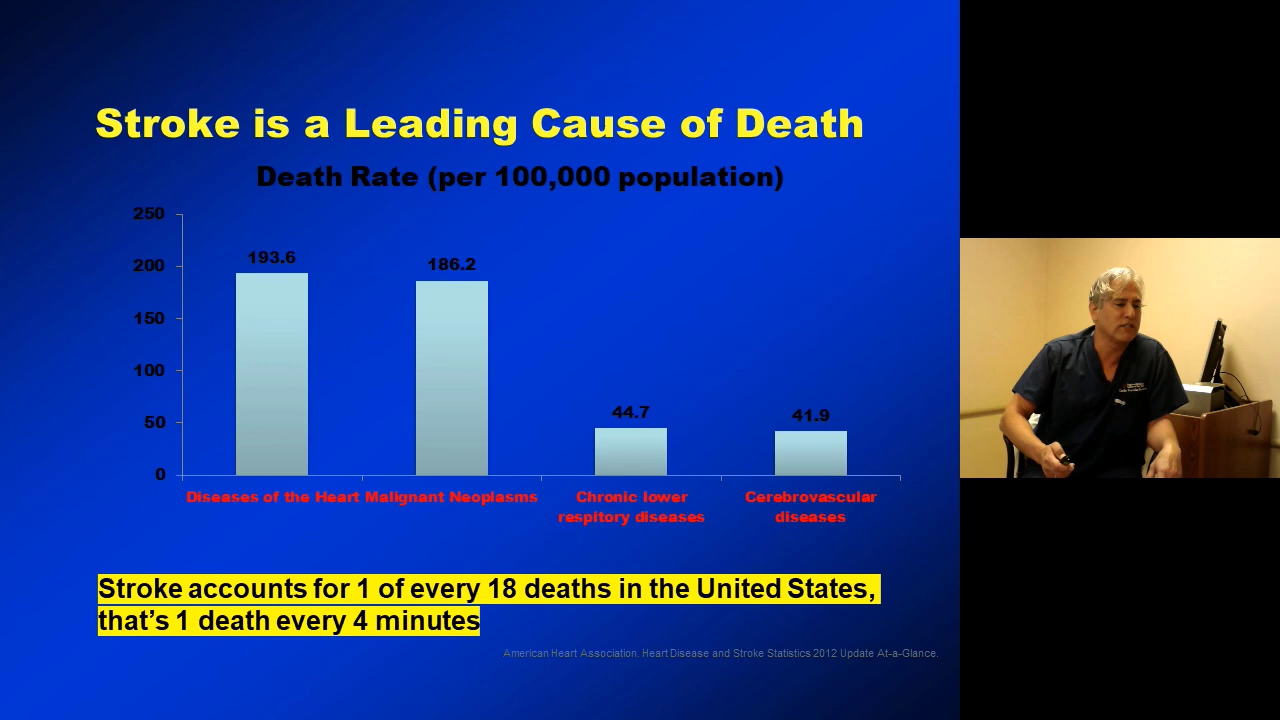 Stroke is a Leading Cause of Death
Death Rate (per 100,000 population)
250
200
150
100
50
0
193.6
186.2
44.7
41.9
Diseases of the Heart
Malignant Neoplasms
Chronic lower
respitory diseases
Cerebrovascular
diseases
Stroke accounts for 1 of every 18 deaths in the United States,
that’s 1 death every 4 minutes
American Heart Association. Heart Disease and Stroke Statistics 2012 Update At-a-Glance.